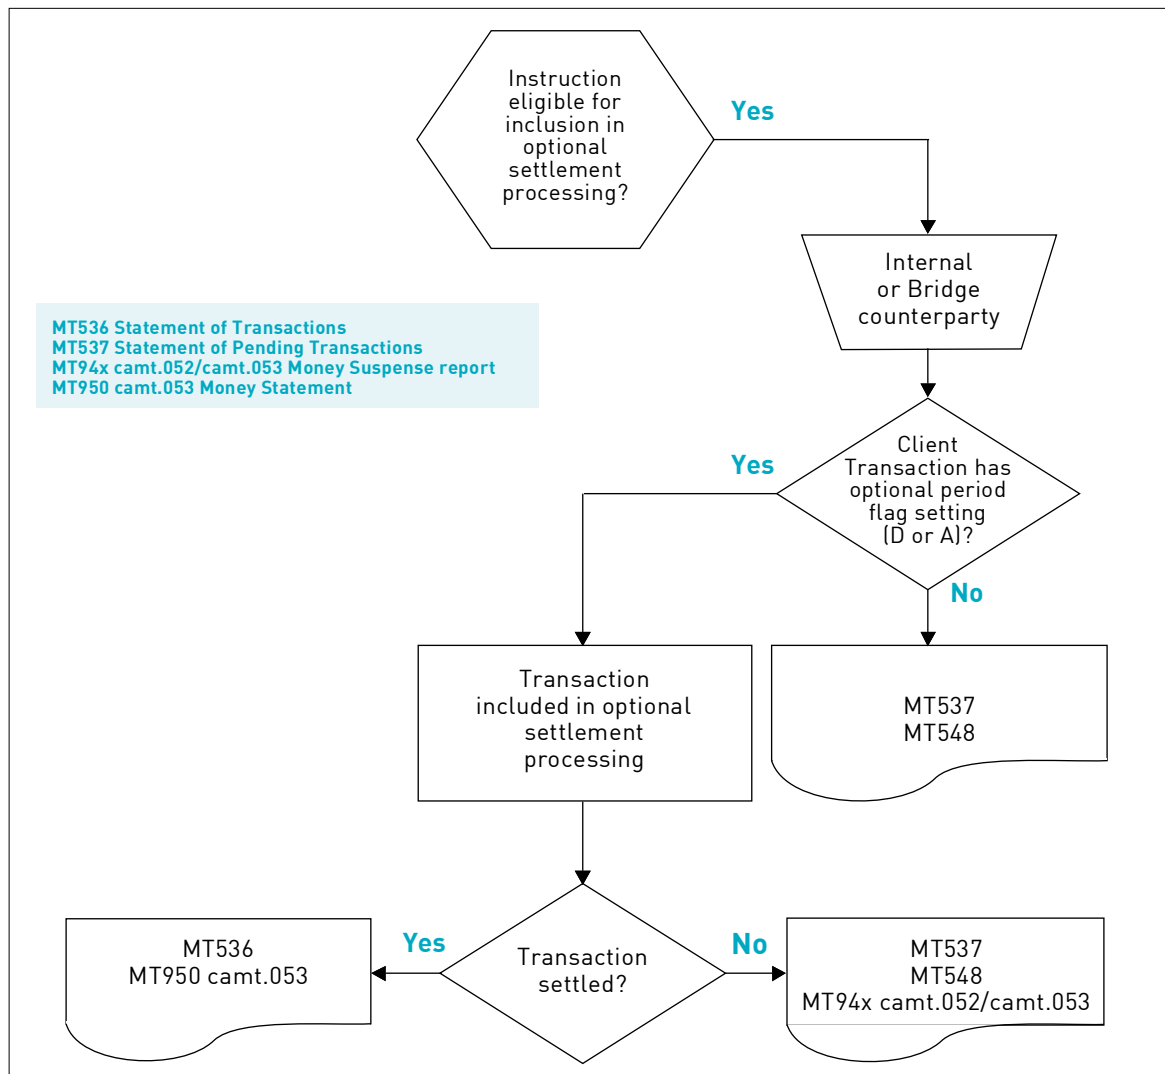 Instruction
eligible for
inclusion in
optional
settlement
processing?
Yes
Internal
or Bridge
counterparty
MT536 Statement of Transactions
MT537 Statement of Pending Transactions
MT94x camt.052/camt.053 Money Suspense report
MT950 camt.053 Money Statement
Yes
Client
Transaction has
optional period
flag setting
(D or A)?
No
Transaction
included in optional
settlement
processing
MT537
MT548
MT536
MT950 camt.053
Yes
Transaction
settled?
No
MT537
MT548
MT94x camt.052/camt.053